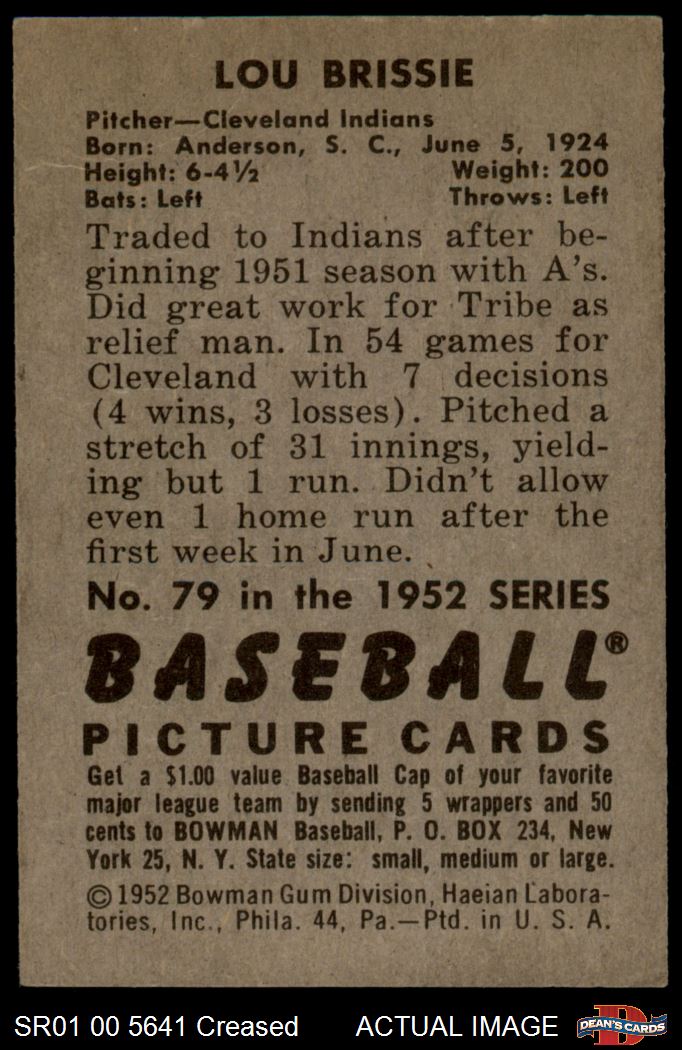 LOU BRISSIE
Pitcher—Cleveland Indians
Born: Anderson, S. C., June 5, 1924
Height: 6-4½ Weight: 200
Bats: Left Throws: Left
Traded to Indians after be-
ginning 1951 season with A's.
Did great work for Tribe as
relief man. In 54 games for
Cleveland with 7 decisions
(4 wins, 3 losses). Pitched a
stretch of 31 innings, yield-
ing but 1 run. Didn't allow
even 1 home run after the
first week in June.
No. 79 in the 1952 SERIES
BASEBALL®
PICTURE CARDS
Get a $1.00 value Baseball Cap of your favorite
major league team by sending 5 wrappers and 50
cents to BOWMAN Baseball, P. O. BOX 234, New
York 25, N. Y. State size: small, medium or large.
© 1952 Bowman Gum Division, Haelan Labora-
tories, Inc., Phila. 44, Pa.—Ptd. in U. S. A.
SR01 00 5641 Creased ACTUAL IMAGE
D
DEAN'S CARDS